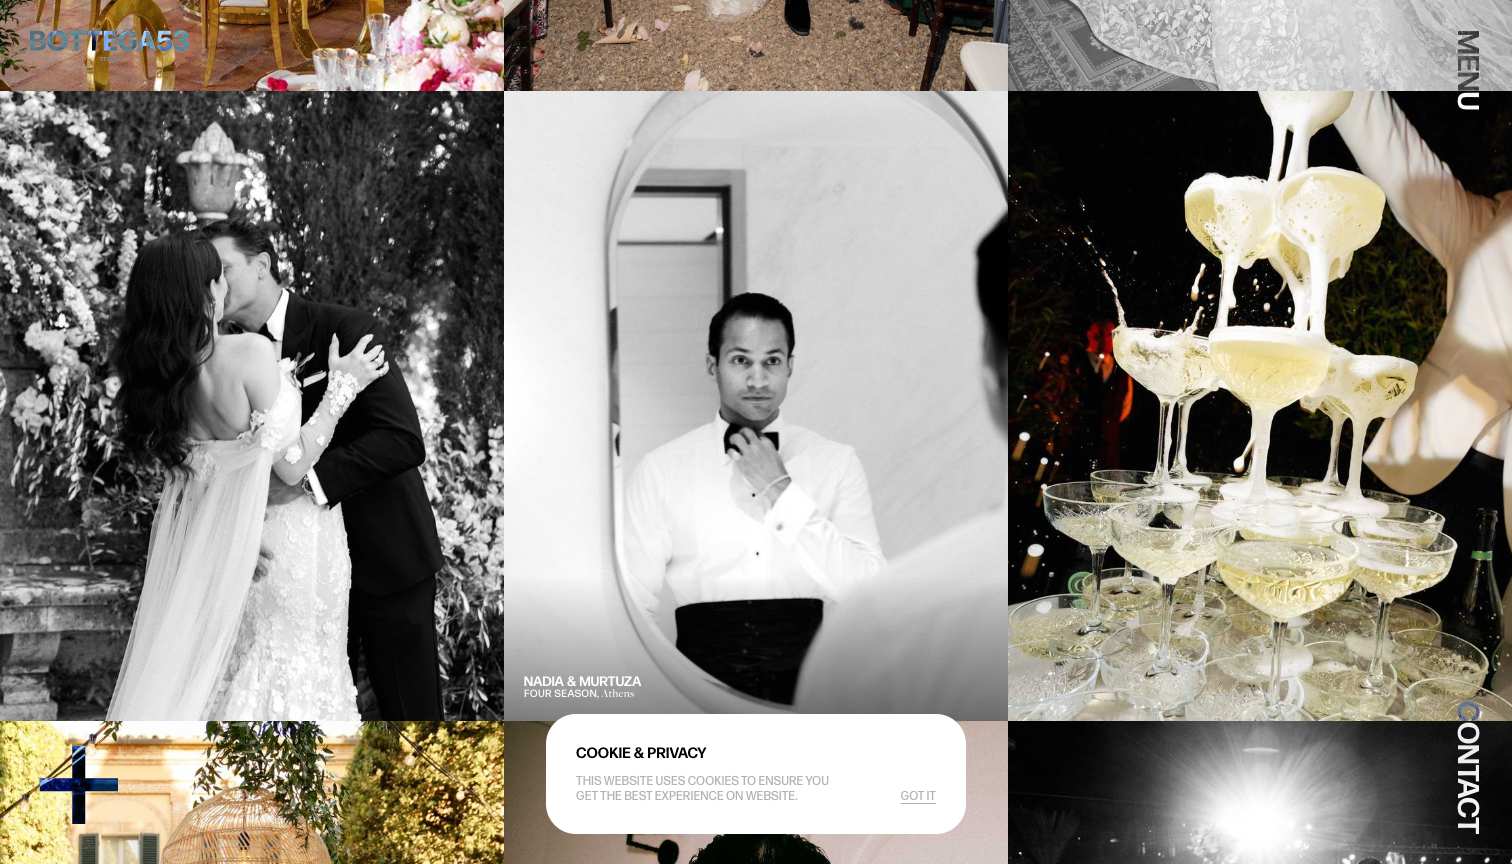 BOTTEGA53
MENU
NADIA & MURTUZA
FOUR SEASON, Athens
COOKIE & PRIVACY
THIS WEBSITE USES COOKIES TO ENSURE YOU
GET THE BEST EXPERIENCE ON WEBSITE.
GOT IT
CONTACT